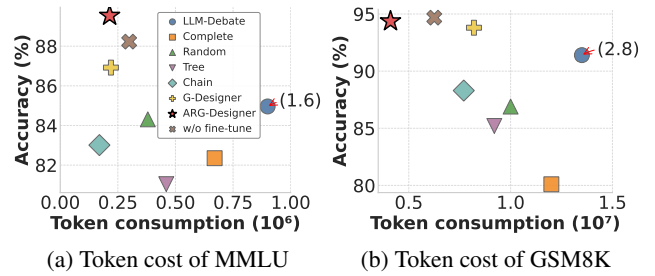 88
86
84
82
0.00
0.25
0.50
0.75
1.00
Accuracy (%)
Token consumption (10⁶)
LLM-Debate
Complete
Random
Tree
Chain
G-Designer
ARG-Designer
w/o fine-tune
(1.6)
(a) Token cost of MMLU
95
90
85
80
0.5
1.0
1.5
Accuracy (%)
Token consumption (10⁷)
(2.8)
(b) Token cost of GSM8K